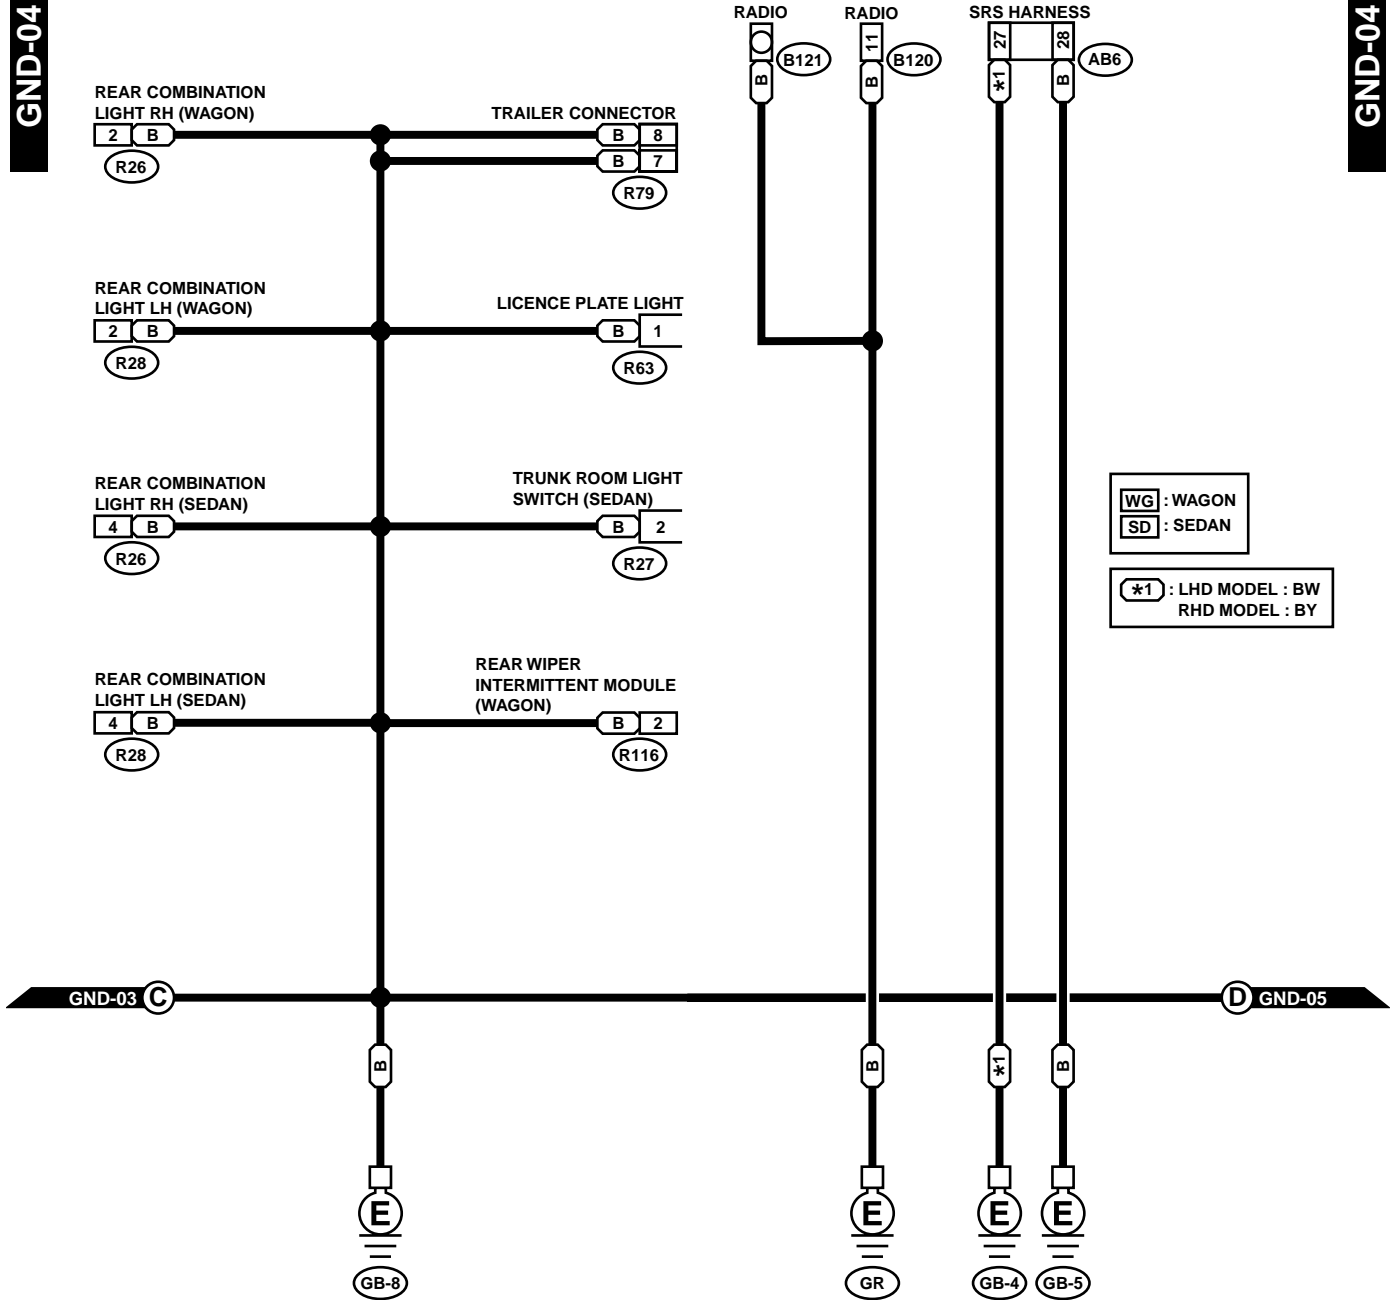 GND-04
GND-04
RADIO
RADIO
SRS HARNESS
11
27
28
B121
B120
AB6
B
B
*1
B
REAR COMBINATION
LIGHT RH (WAGON)
2 B
R26
TRAILER CONNECTOR
B 8
B 7
R79
REAR COMBINATION
LIGHT LH (WAGON)
2 B
R28
LICENCE PLATE LIGHT
B 1
R63
REAR COMBINATION
LIGHT RH (SEDAN)
4 B
R26
TRUNK ROOM LIGHT
SWITCH (SEDAN)
B 2
R27
WG : WAGON
SD : SEDAN
*1 : LHD MODEL : BW
RHD MODEL : BY
REAR COMBINATION
LIGHT LH (SEDAN)
4 B
R28
REAR WIPER
INTERMITTENT MODULE
(WAGON)
B 2
R116
GND-03 C
D GND-05
B
B
*1
B
E
E
E
E
GB-8
GR
GB-4
GB-5